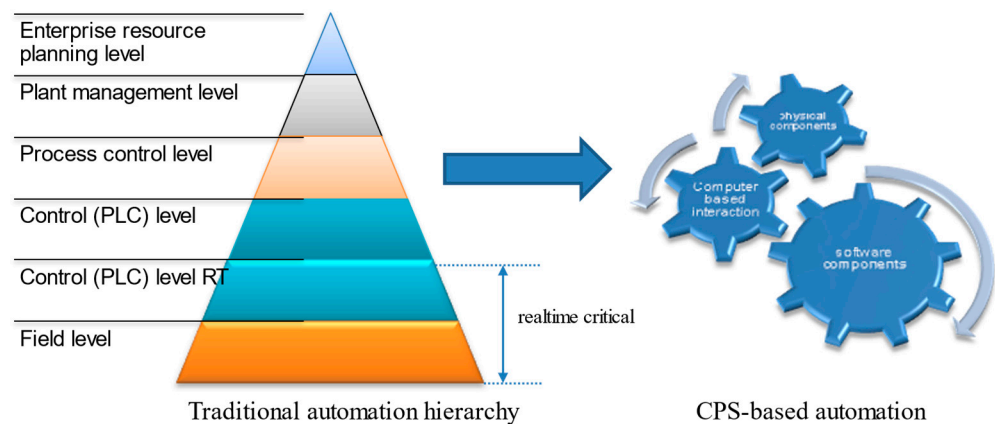 Enterprise resource
planning level
Plant management level
Process control level
Control (PLC) level
Control (PLC) level RT
Field level
realtime critical
Traditional automation hierarchy
physical
components
Computer
based
interaction
software
components
CPS-based automation